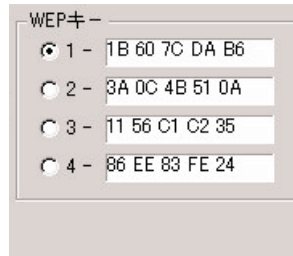 WEPキー
1 - 1B 60 7C DA B6
2 - 3A 0C 4B 51 0A
3 - 11 56 C1 C2 35
4 - 86 EE 83 FE 24